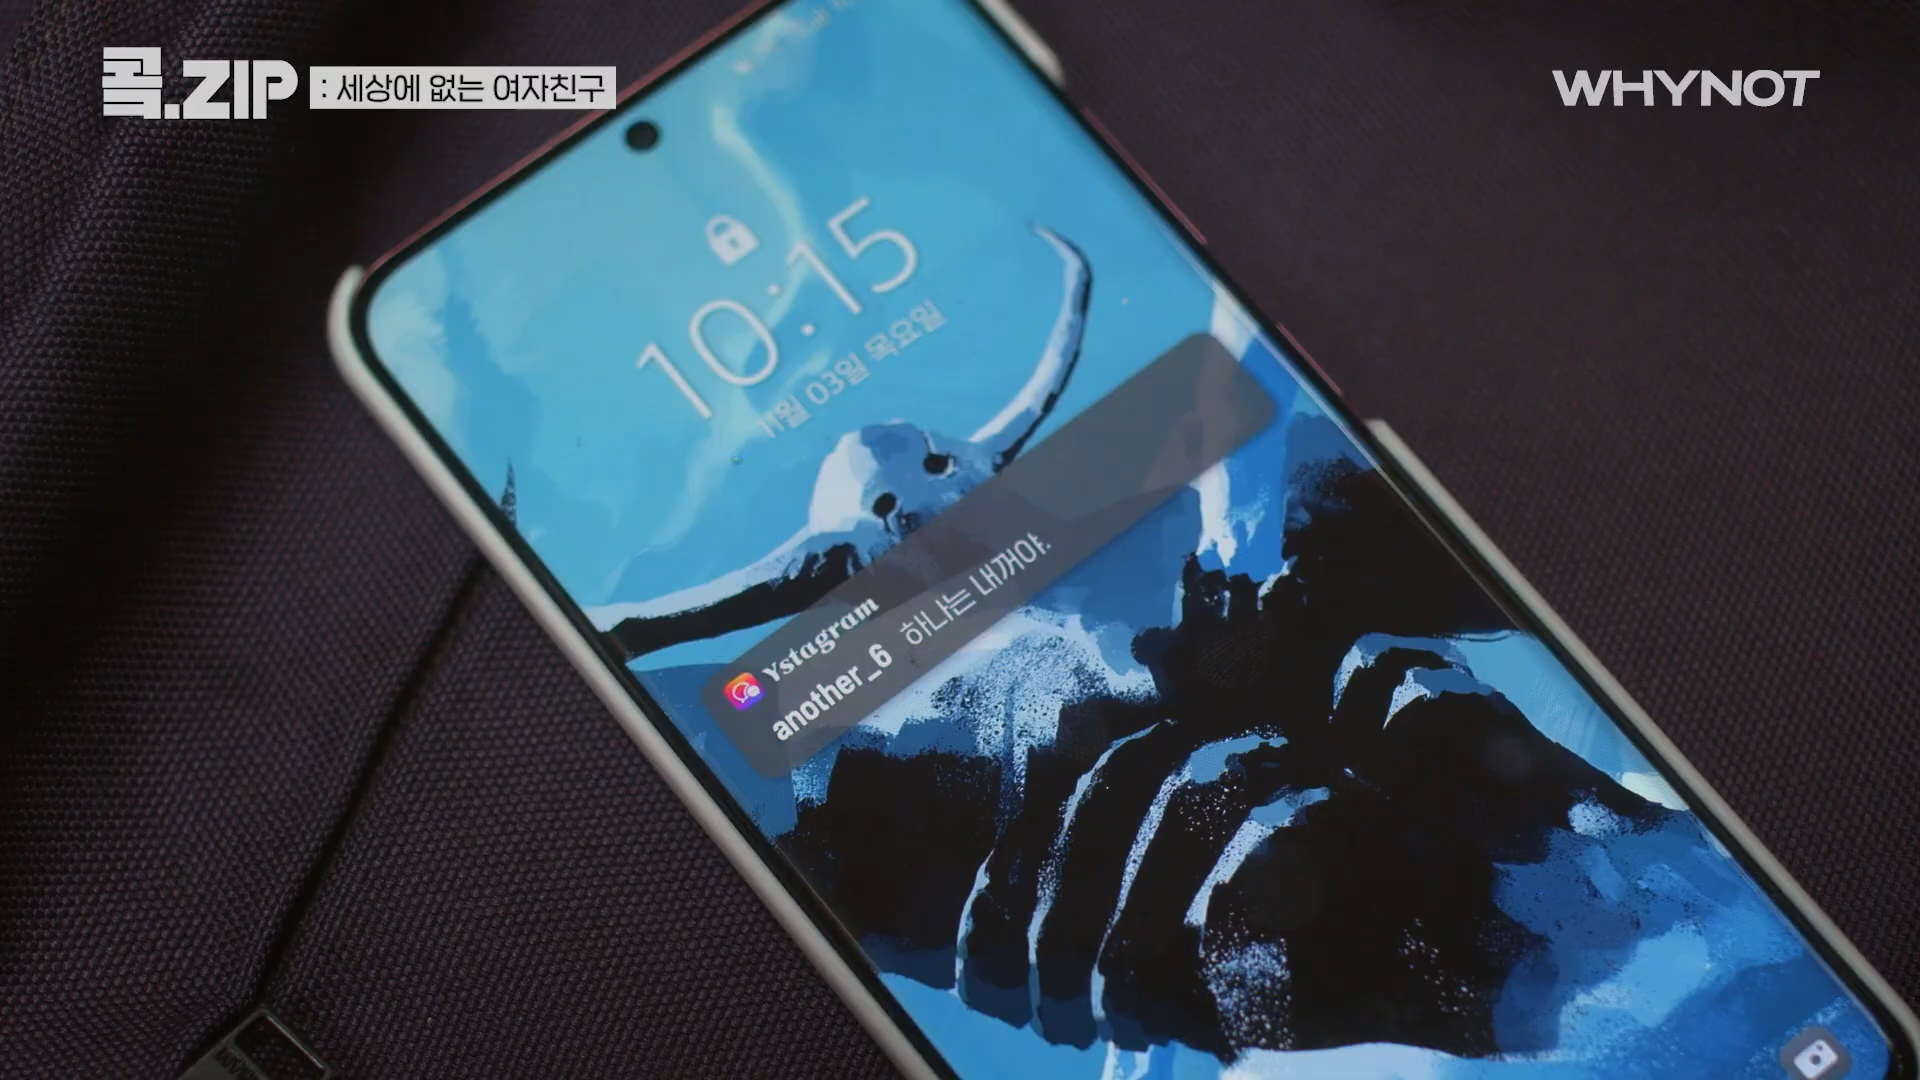 콕.ZIP : 세상에 없는 여자친구
WHYNOT
10:15
11월 03일 목요일
Ystagram
another_6 하나는 내꺼야.